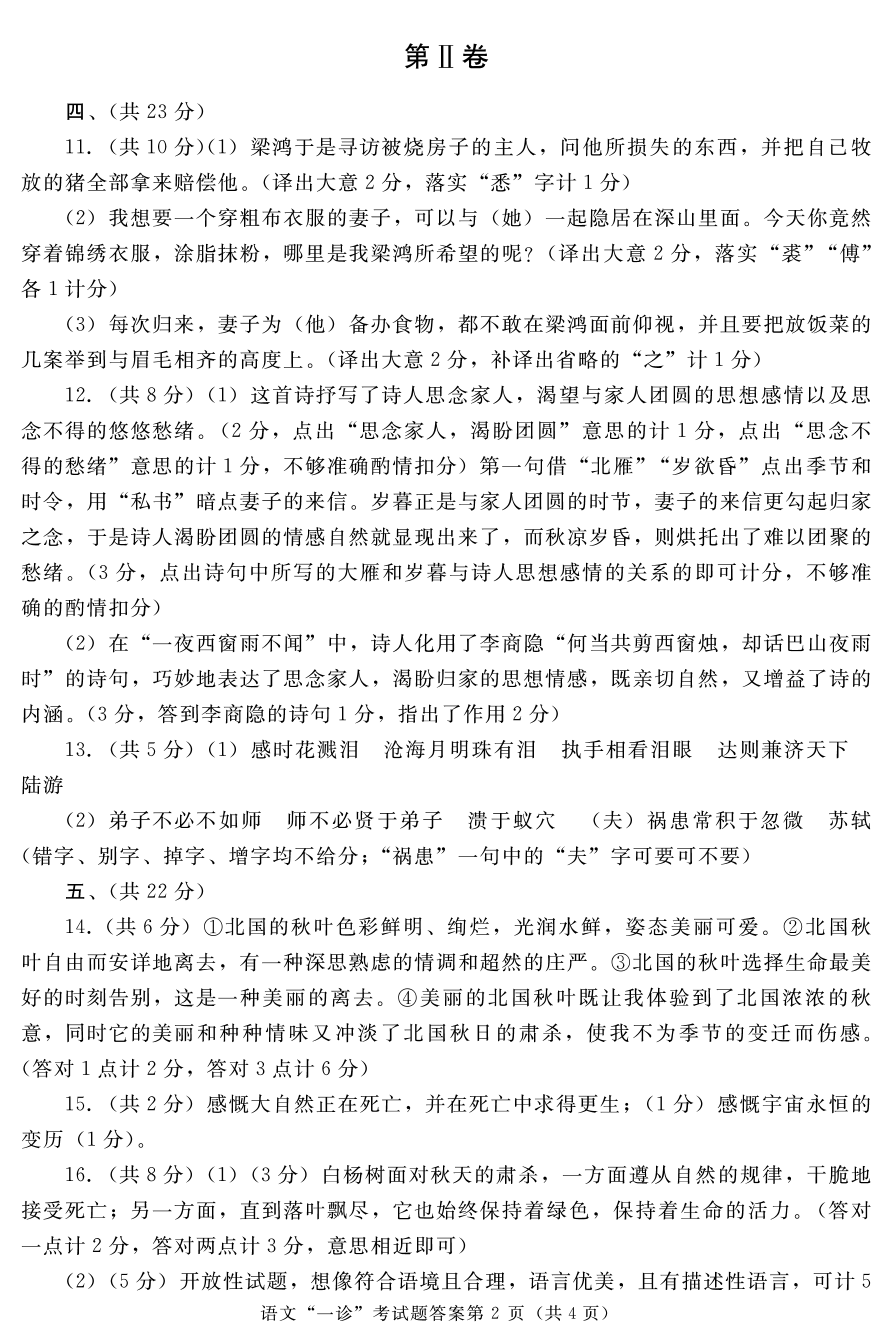 第Ⅱ卷
四、(共 23 分)
11．(共 10 分)(1) 梁鸿于是寻访被烧房子的主人，问他所损失的东西，并把自己牧
放的猪全部拿来赔偿他。(译出大意 2 分，落实“悉”字计 1 分)
(2) 我想要一个穿粗布衣服的妻子，可以与（她）一起隐居在深山里面。今天你竟然
穿着锦绣衣服，涂脂抹粉，哪里是我梁鸿所希望的呢？(译出大意 2 分，落实“裘”“傅”
各 1 计分)
(3) 每次归来，妻子为（他）备办食物，都不敢在梁鸿面前仰视，并且要把放饭菜的
几案举到与眉毛相齐的高度上。(译出大意 2 分，补译出省略的“之”计 1 分)
12．(共 8 分)(1) 这首诗抒写了诗人思念家人，渴望与家人团圆的思想感情以及思
念不得的悠悠愁绪。(2 分，点出“思念家人，渴盼团圆”意思的计 1 分，点出“思念不
得的愁绪”意思的计 1 分，不够准确酌情扣分) 第一句借“北雁”“岁欲昏”点出季节和
时令，用“私书”暗点妻子的来信。岁暮正是与家人团圆的时节，妻子的来信更勾起归家
之念，于是诗人渴盼团圆的情感自然就显现出来了，而秋凉岁昏，则烘托出了难以团聚的
愁绪。(3 分，点出诗句中所写的大雁和岁暮与诗人思想感情的关系的即可计分，不够准
确的酌情扣分)
(2) 在“一夜西窗雨不闻”中，诗人化用了李商隐“何当共剪西窗烛，却话巴山夜雨
时”的诗句，巧妙地表达了思念家人，渴盼归家的思想情感，既亲切自然，又增益了诗的
内涵。(3 分，答到李商隐的诗句 1 分，指出了作用 2 分)
13．(共 5 分)(1) 感时花溅泪　沧海月明珠有泪　执手相看泪眼　达则兼济天下
陆游
(2) 弟子不必不如师　师不必贤于弟子　溃于蚁穴　（夫）祸患常积于忽微　苏轼
(错字、别字、掉字、增字均不给分；“祸患”一句中的“夫”字可要可不要)
五、(共 22 分)
14．(共 6 分) ①北国的秋叶色彩鲜明、绚烂，光润水鲜，姿态美丽可爱。②北国秋
叶自由而安详地离去，有一种深思熟虑的情调和超然的庄严。③北国的秋叶选择生命最美
好的时刻告别，这是一种美丽的离去。④美丽的北国秋叶既让我体验到了北国浓浓的秋
意，同时它的美丽和种种情味又冲淡了北国秋日的肃杀，使我不为季节的变迁而伤感。
(答对 1 点计 2 分，答对 3 点计 6 分)
15．(共 2 分) 感慨大自然正在死亡，并在死亡中求得更生；(1 分) 感慨宇宙永恒的
变历 (1 分)。
16．(共 8 分)(1)(3 分) 白杨树面对秋天的肃杀，一方面遵从自然的规律，干脆地
接受死亡；另一方面，直到落叶飘尽，它也始终保持着绿色，保持着生命的活力。(答对
一点计 2 分，答对两点计 3 分，意思相近即可)
(2)(5 分) 开放性试题，想像符合语境且合理，语言优美，且有描述性语言，可计 5
语文“一诊”考试题答案第 2 页 (共 4 页)